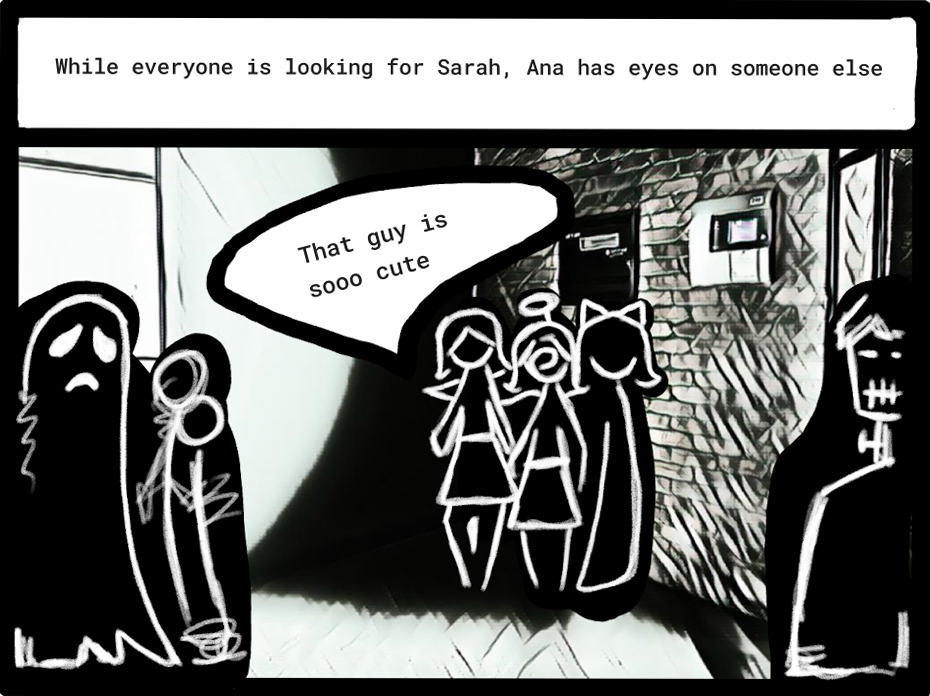 While everyone is looking for Sarah, Ana has eyes on someone else
That guy is
sooo cute